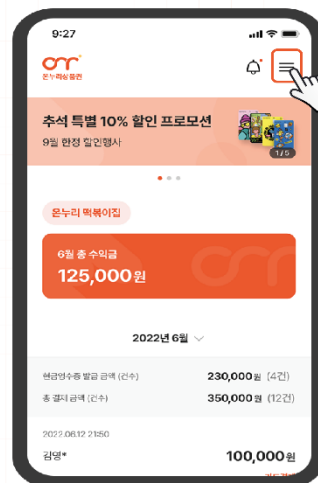 9:27
온누리상품권
추석 특별 10% 할인 프로모션
9월 한정 할인행사
1/5
온누리 떡볶이집
6월 총 수익금
125,000원
2022년 6월
현금영수증 발급 금액 (건수) 230,000원 (4건)
총 결제 금액 (건수) 350,000원 (12건)
2022.06.12 21:50
김영* 100,000원